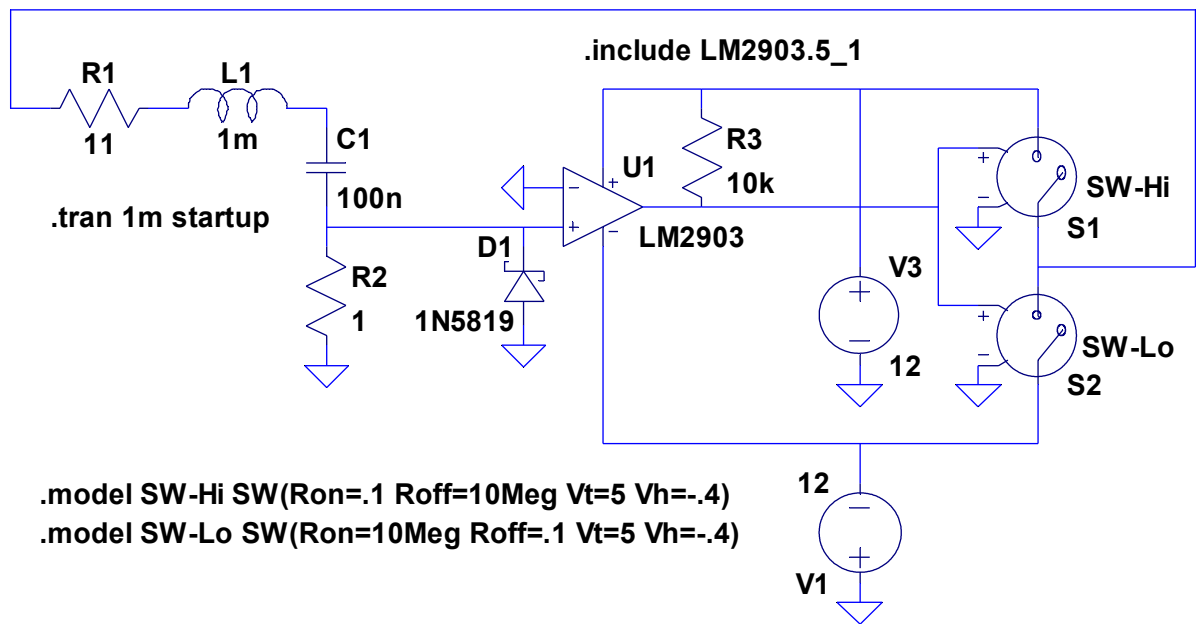 .include LM2903.5_1
R1
11
L1
1m
C1
100n
.tran 1m startup
R2
1
D1
1N5819
U1
LM2903
R3
10k
V3
12
SW-Hi
S1
SW-Lo
S2
.model SW-Hi SW(Ron=.1 Roff=10Meg Vt=5 Vh=-.4)
.model SW-Lo SW(Ron=10Meg Roff=.1 Vt=5 Vh=-.4)
12
V1